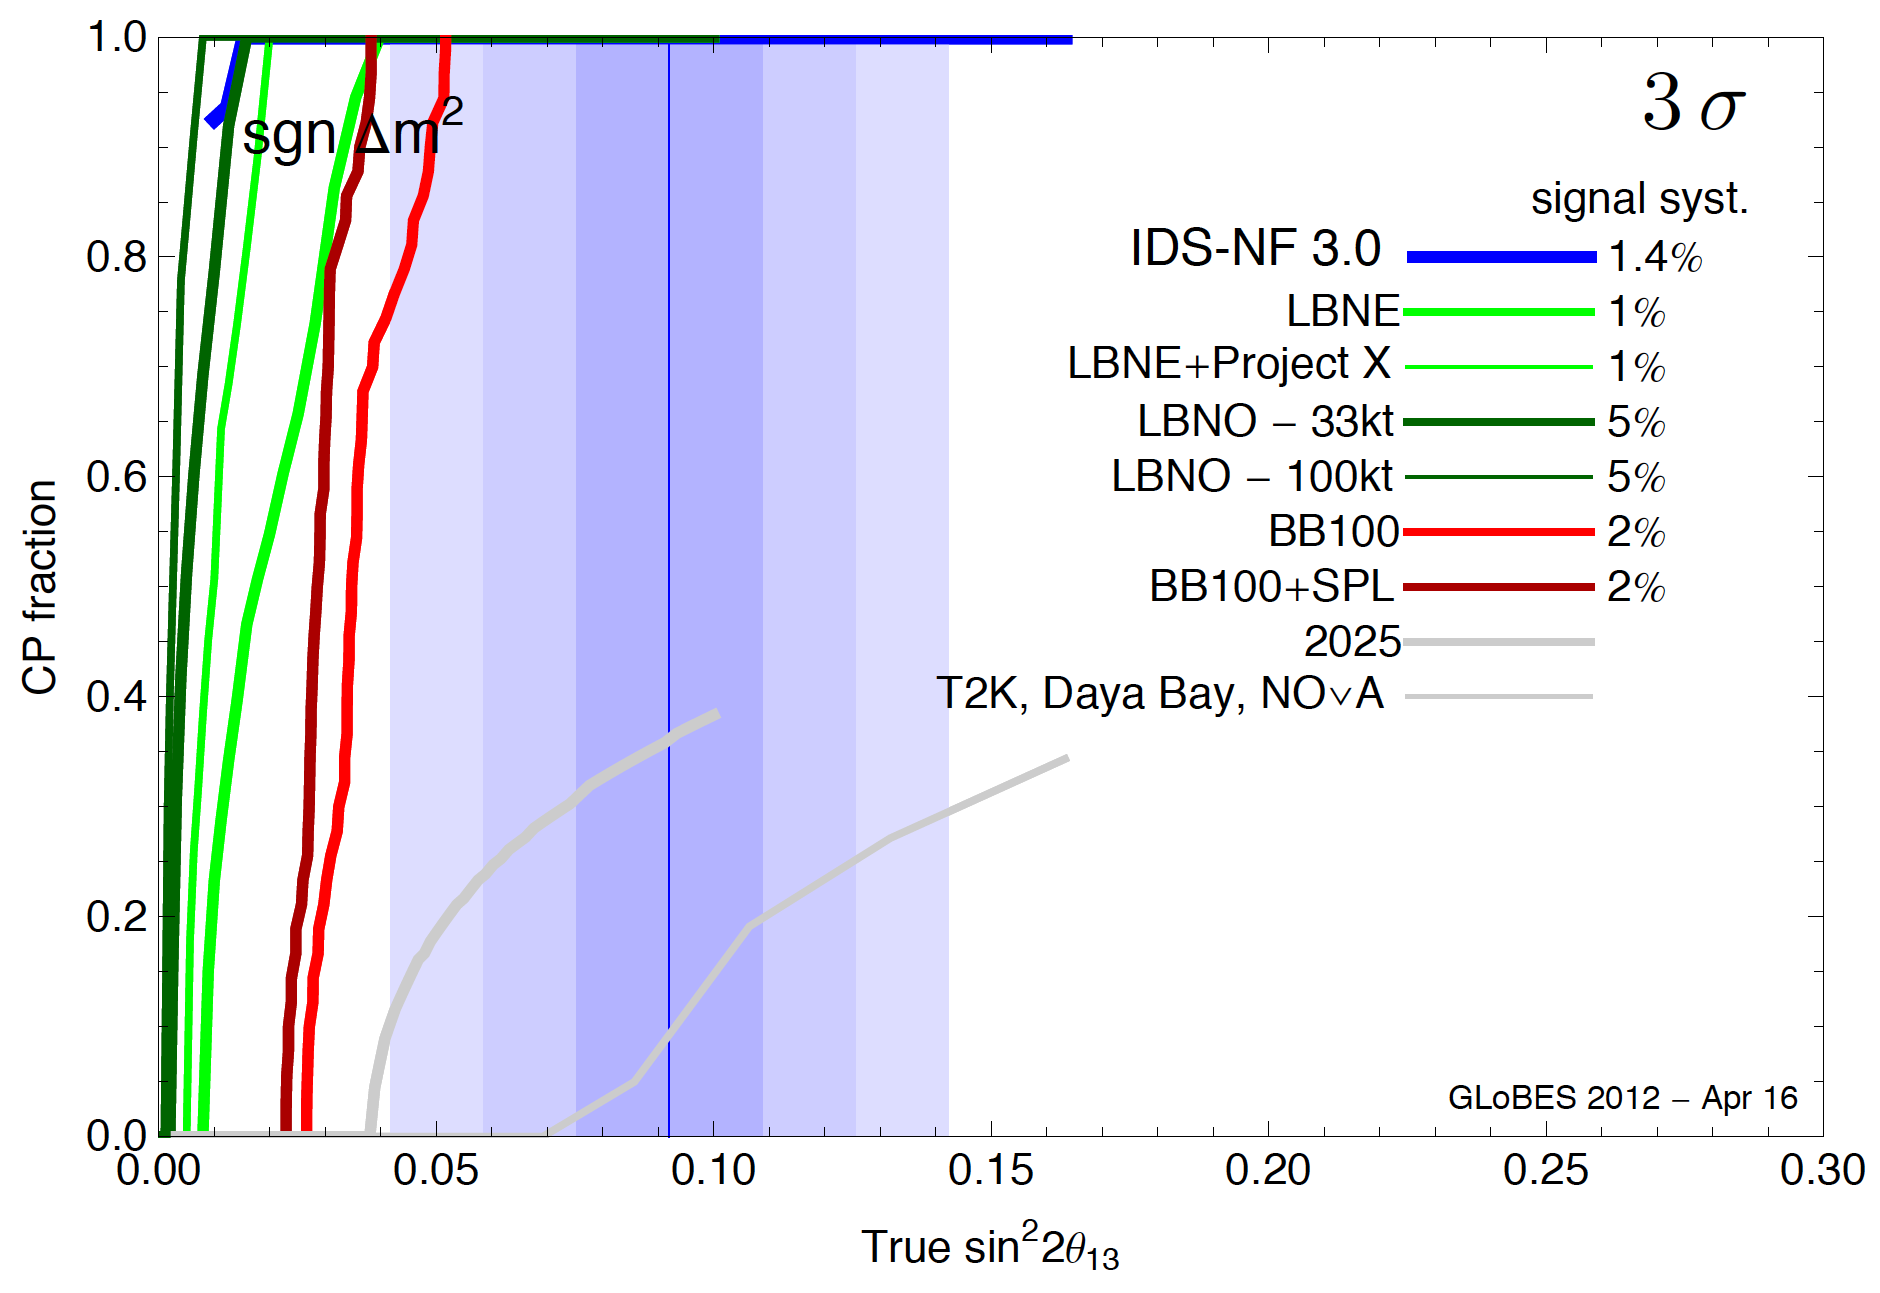 1.0
0.8
0.6
0.4
0.2
0.0
CP fraction
sgn Δm²
3 σ
signal syst.
IDS-NF 3.0 1.4%
LBNE 1%
LBNE+Project X 1%
LBNO – 33kt 5%
LBNO – 100kt 5%
BB100 2%
BB100+SPL 2%
2025
T2K, Daya Bay, NOνA
GLoBES 2012 – Apr 16
0.00 0.05 0.10 0.15 0.20 0.25 0.30
True sin²2θ₁₃